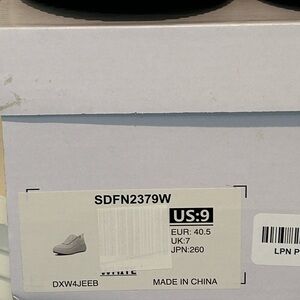 SDFN2379W
US:9
EUR: 40.5
UK:7
JPN:260
WHITE
DXW4JEEB
MADE IN CHINA
LPN P